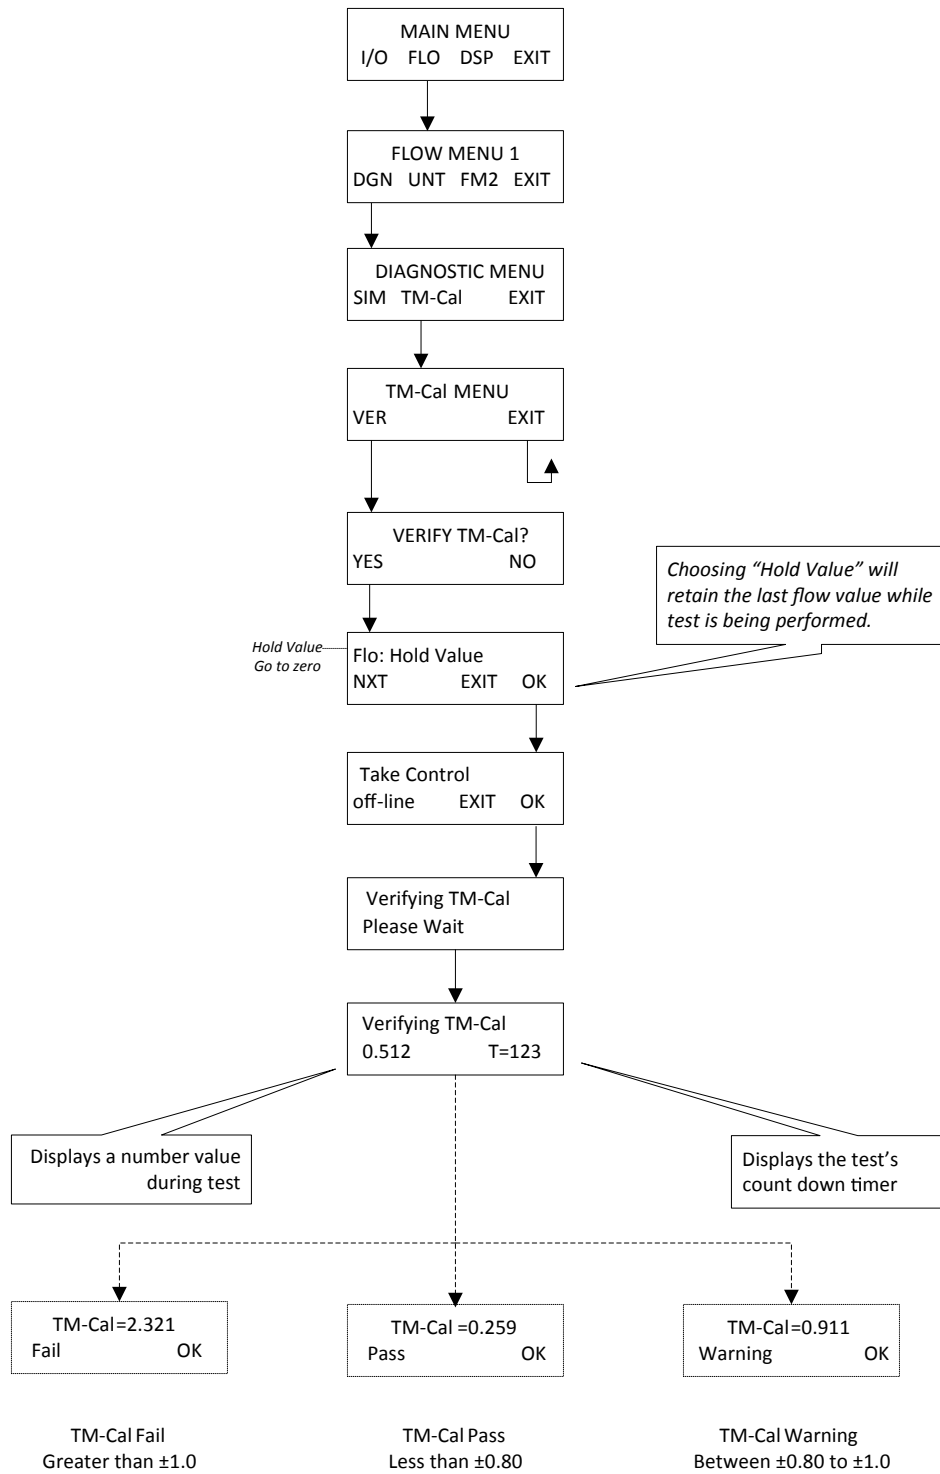 MAIN MENU
I/O FLO DSP EXIT
FLOW MENU 1
DGN UNT FM2 EXIT
DIAGNOSTIC MENU
SIM TM-Cal EXIT
TM-Cal MENU
VER EXIT
VERIFY TM-Cal?
YES NO
Choosing “Hold Value” will
retain the last flow value while
test is being performed.
Hold Value
Go to zero
Flo: Hold Value
NXT EXIT OK
Take Control
off-line EXIT OK
Verifying TM-Cal
Please Wait
Verifying TM-Cal
0.512 T=123
Displays a number value
during test
Displays the test’s
count down timer
TM-Cal=2.321
Fail OK
TM-Cal =0.259
Pass OK
TM-Cal=0.911
Warning OK
TM-Cal Fail
Greater than ±1.0
TM-Cal Pass
Less than ±0.80
TM-Cal Warning
Between ±0.80 to ±1.0